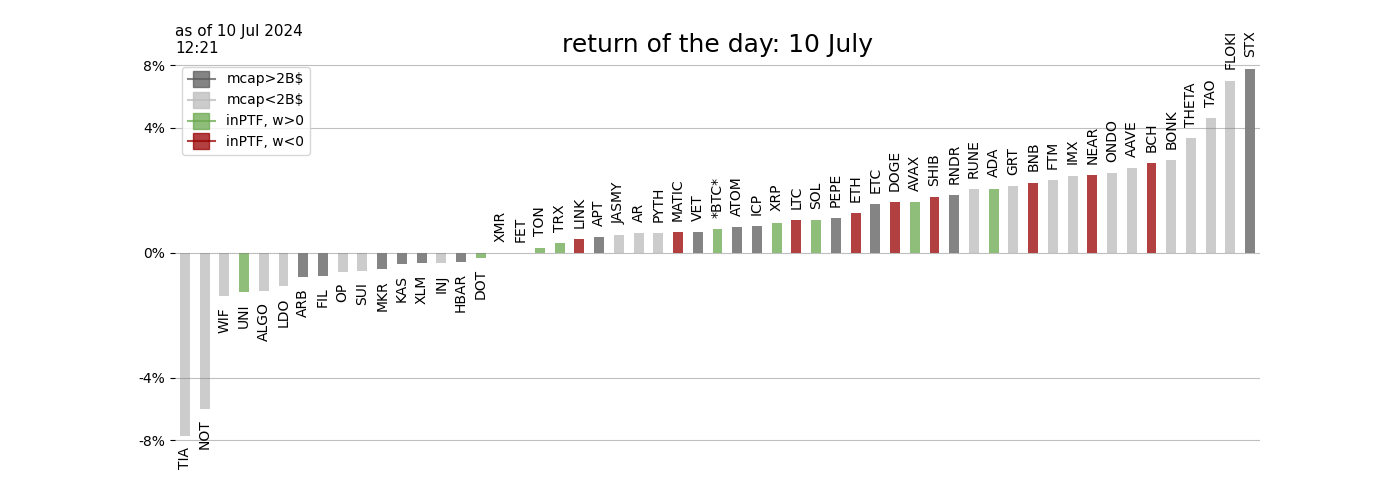 as of 10 Jul 2024
12:21
return of the day: 10 July
8%
4%
0%
-4%
-8%
mcap>2B$
mcap<2B$
inPTF, w>0
inPTF, w<0
TIA
NOT
WIF
UNI
ALGO
LDO
ARB
FIL
OP
SUI
MKR
KAS
XLM
INJ
HBAR
DOT
XMR
FET
TON
TRX
LINK
APT
JASMY
AR
PYTH
MATIC
VET
*BTC*
ATOM
ICP
XRP
LTC
SOL
PEPE
ETH
ETC
DOGE
AVAX
SHIB
RNDR
RUNE
ADA
GRT
BNB
FTM
IMX
NEAR
ONDO
AAVE
BCH
BONK
THETA
TAO
FLOKI
STX